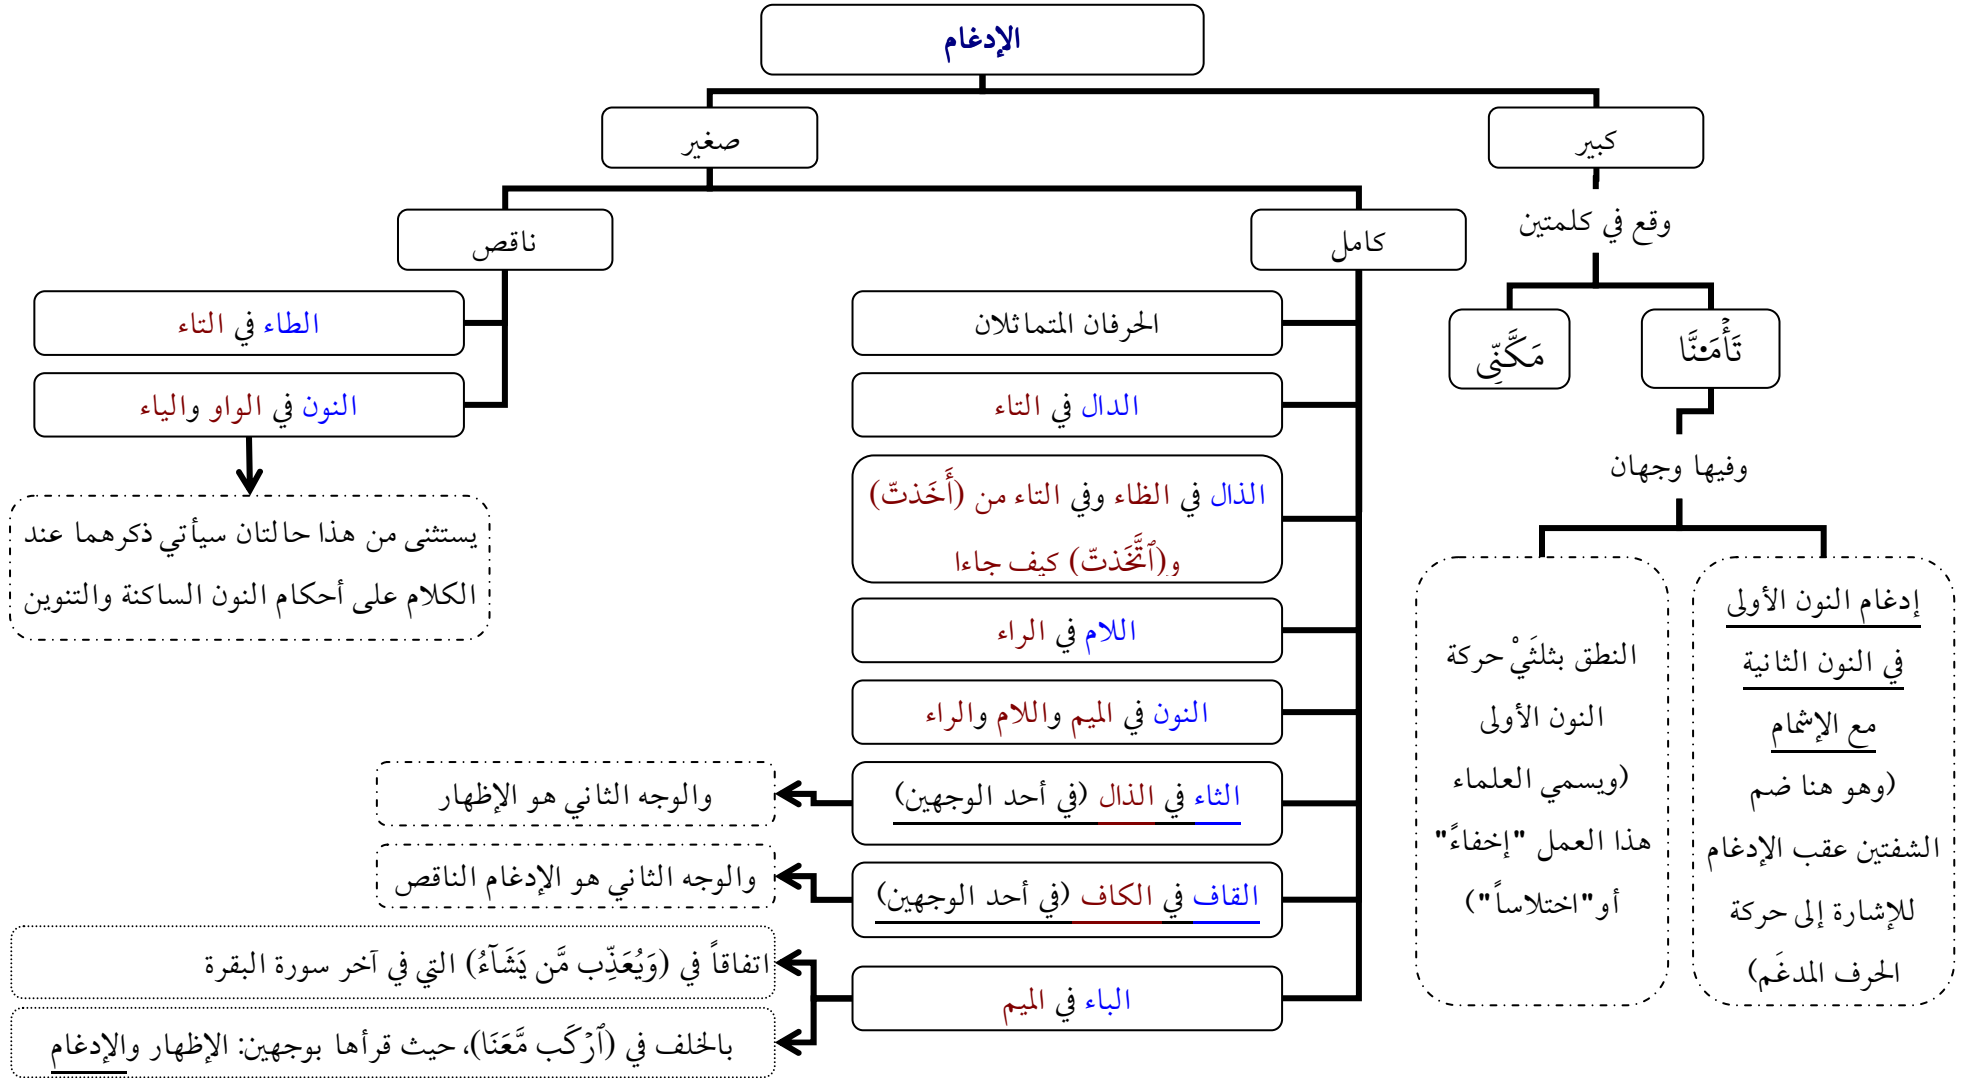 الإدغام
كبير
صغير
وقع في كلمتين
كامل
ناقص
تَأۡمَ۬نَّا
مَكَّنِّى
وفيها وجهان
إدغام النون الأولى
في النون الثانية
مع الإشمام
(وهو هنا ضم
الشفتين عقب الإدغام
للإشارة إلى حركة
الحرف المدغَم)
النطق بثلثَيْ حركة
النون الأولى
(ويسمي العلماء
هذا العمل "إخفاءً"
أو"اختلاساً")
الحرفان المتماثلان
الدال في التاء
الذال في الظاء وفي التاء من (أَخَذتّ)
و(ٱتَّخَذتّ) كيف جاءا
اللام في الراء
النون في الميم واللام والراء
الثاء في الذال (في أحد الوجهين)
والوجه الثاني هو الإظهار
القاف في الكاف (في أحد الوجهين)
والوجه الثاني هو الإدغام الناقص
الباء في الميم
اتفاقاً في (وَيُعَذِّب مَّن يَشَآءُ) التي في آخر سورة البقرة
بالخلف في (ٱرۡكَب مَّعَنَا)، حيث قرأها بوجهين: الإظهار والإدغام
الطاء في التاء
النون في الواو والياء
يستثنى من هذا حالتان سيأتي ذكرهما عند
الكلام على أحكام النون الساكنة والتنوين